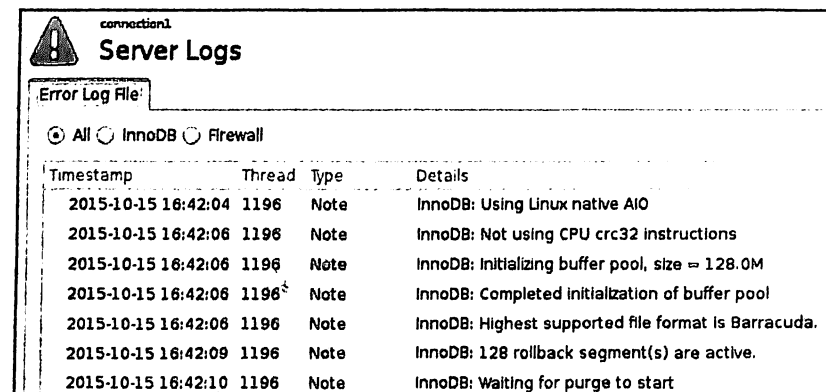 connection1
Server Logs
Error Log File
All InnoDB Firewall
Timestamp Thread Type Details
2015-10-15 16:42:04 1196 Note InnoDB: Using Linux native AIO
2015-10-15 16:42:06 1196 Note InnoDB: Not using CPU crc32 instructions
2015-10-15 16:42:06 1196 Note InnoDB: Initializing buffer pool, size = 128.0M
2015-10-15 16:42:06 1196 Note InnoDB: Completed initialization of buffer pool
2015-10-15 16:42:06 1196 Note InnoDB: Highest supported file format is Barracuda.
2015-10-15 16:42:09 1196 Note InnoDB: 128 rollback segment(s) are active.
2015-10-15 16:42:10 1196 Note InnoDB: Waiting for purge to start